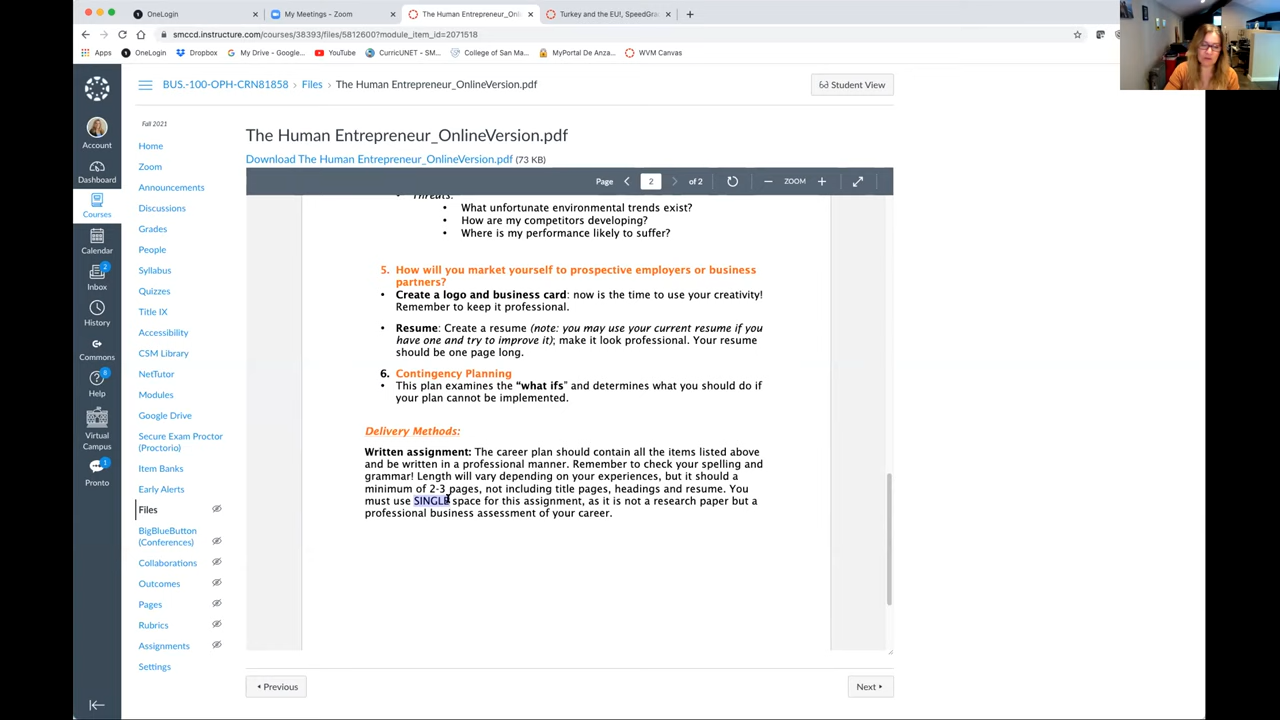 OneLogin
My Meetings - Zoom
The Human Entrepreneur_Onli
Turkey and the EU!, SpeedGra
smccd.instructure.com/courses/38393/files/5812600?module_item_id=2071518
Apps
OneLogin
Dropbox
My Drive - Google...
YouTube
CurricUNET - SM...
College of San Ma...
MyPortal De Anza...
WVM Canvas
BUS.-100-OPH-CRN81858 › Files › The Human Entrepreneur_OnlineVersion.pdf
Student View
Account
Dashboard
Courses
Calendar
2
Inbox
History
Commons
8
Help
Virtual
Campus
1
Pronto
Fall 2021
Home
Zoom
Announcements
Discussions
Grades
People
Syllabus
Quizzes
Title IX
Accessibility
CSM Library
NetTutor
Modules
Google Drive
Secure Exam Proctor
(Proctorio)
Item Banks
Early Alerts
Files
BigBlueButton
(Conferences)
Collaborations
Outcomes
Pages
Rubrics
Assignments
Settings
The Human Entrepreneur_OnlineVersion.pdf
Download The Human Entrepreneur_OnlineVersion.pdf (73 KB)
Page 2 of 2
ZOOM
• Threats:
• What unfortunate environmental trends exist?
• How are my competitors developing?
• Where is my performance likely to suffer?
5. How will you market yourself to prospective employers or business
partners?
• Create a logo and business card: now is the time to use your creativity!
Remember to keep it professional.
• Resume: Create a resume (note: you may use your current resume if you
have one and try to improve it); make it look professional. Your resume
should be one page long.
6. Contingency Planning
• This plan examines the "what ifs" and determines what you should do if
your plan cannot be implemented.
Delivery Methods:
Written assignment: The career plan should contain all the items listed above
and be written in a professional manner. Remember to check your spelling and
grammar! Length will vary depending on your experiences, but it should a
minimum of 2-3 pages, not including title pages, headings and resume. You
must use SINGLE space for this assignment, as it is not a research paper but a
professional business assessment of your career.
Previous
Next